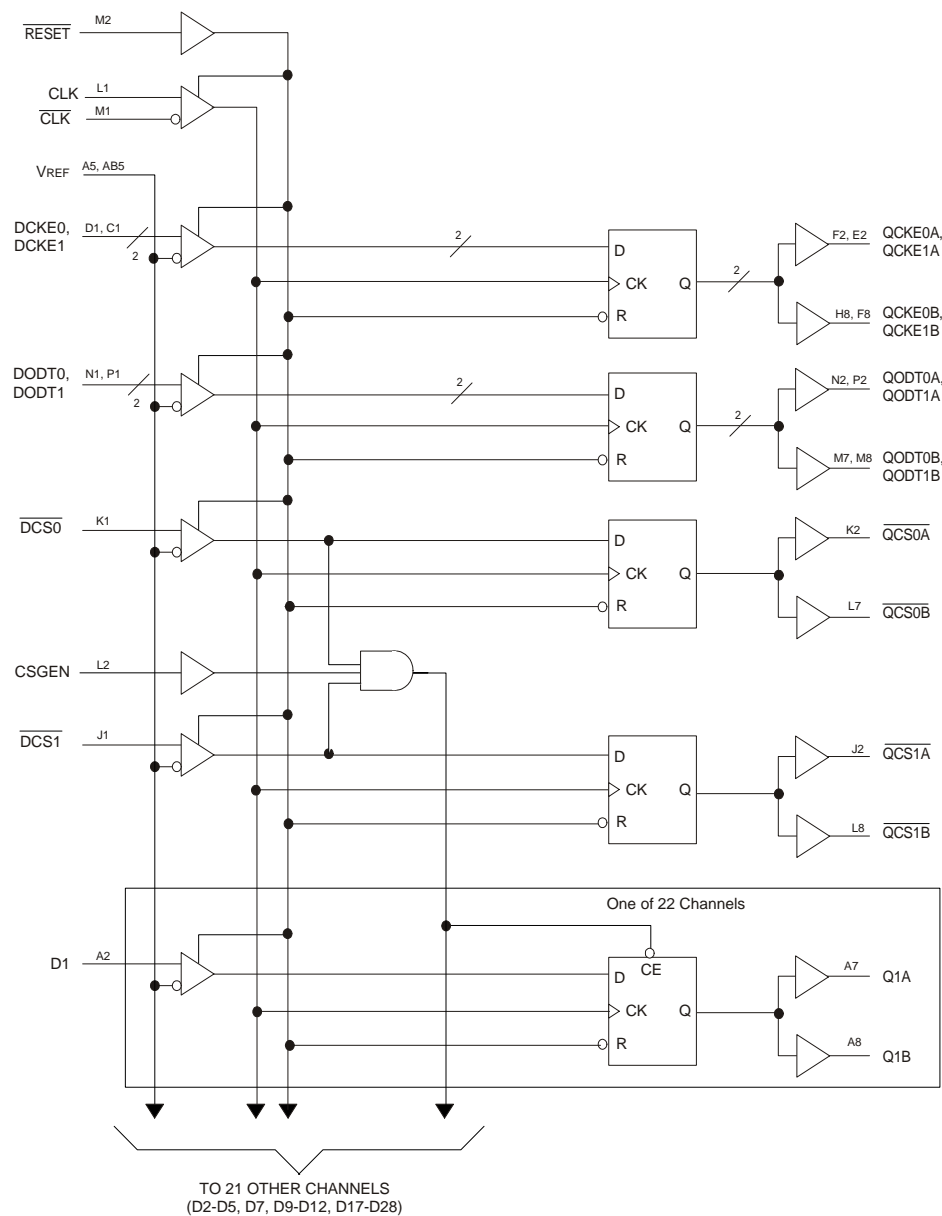 RESET M2
CLK L1
CLK M1
VREF A5, AB5
DCKE0, D1, C1
DCKE1 2
2
D
CK Q
R
2
F2, E2 QCKE0A,
QCKE1A
H8, F8 QCKE0B,
QCKE1B
DODT0, N1, P1
DODT1 2
2
D
CK Q
R
2
N2, P2 QODT0A,
QODT1A
M7, M8 QODT0B,
QODT1B
DCS0 K1
D
CK Q
R
K2 QCS0A
L7 QCS0B
CSGEN L2
DCS1 J1
D
CK Q
R
J2 QCS1A
L8 QCS1B
One of 22 Channels
D1 A2
CE
D
CK Q
R
A7 Q1A
A8 Q1B
TO 21 OTHER CHANNELS
(D2-D5, D7, D9-D12, D17-D28)